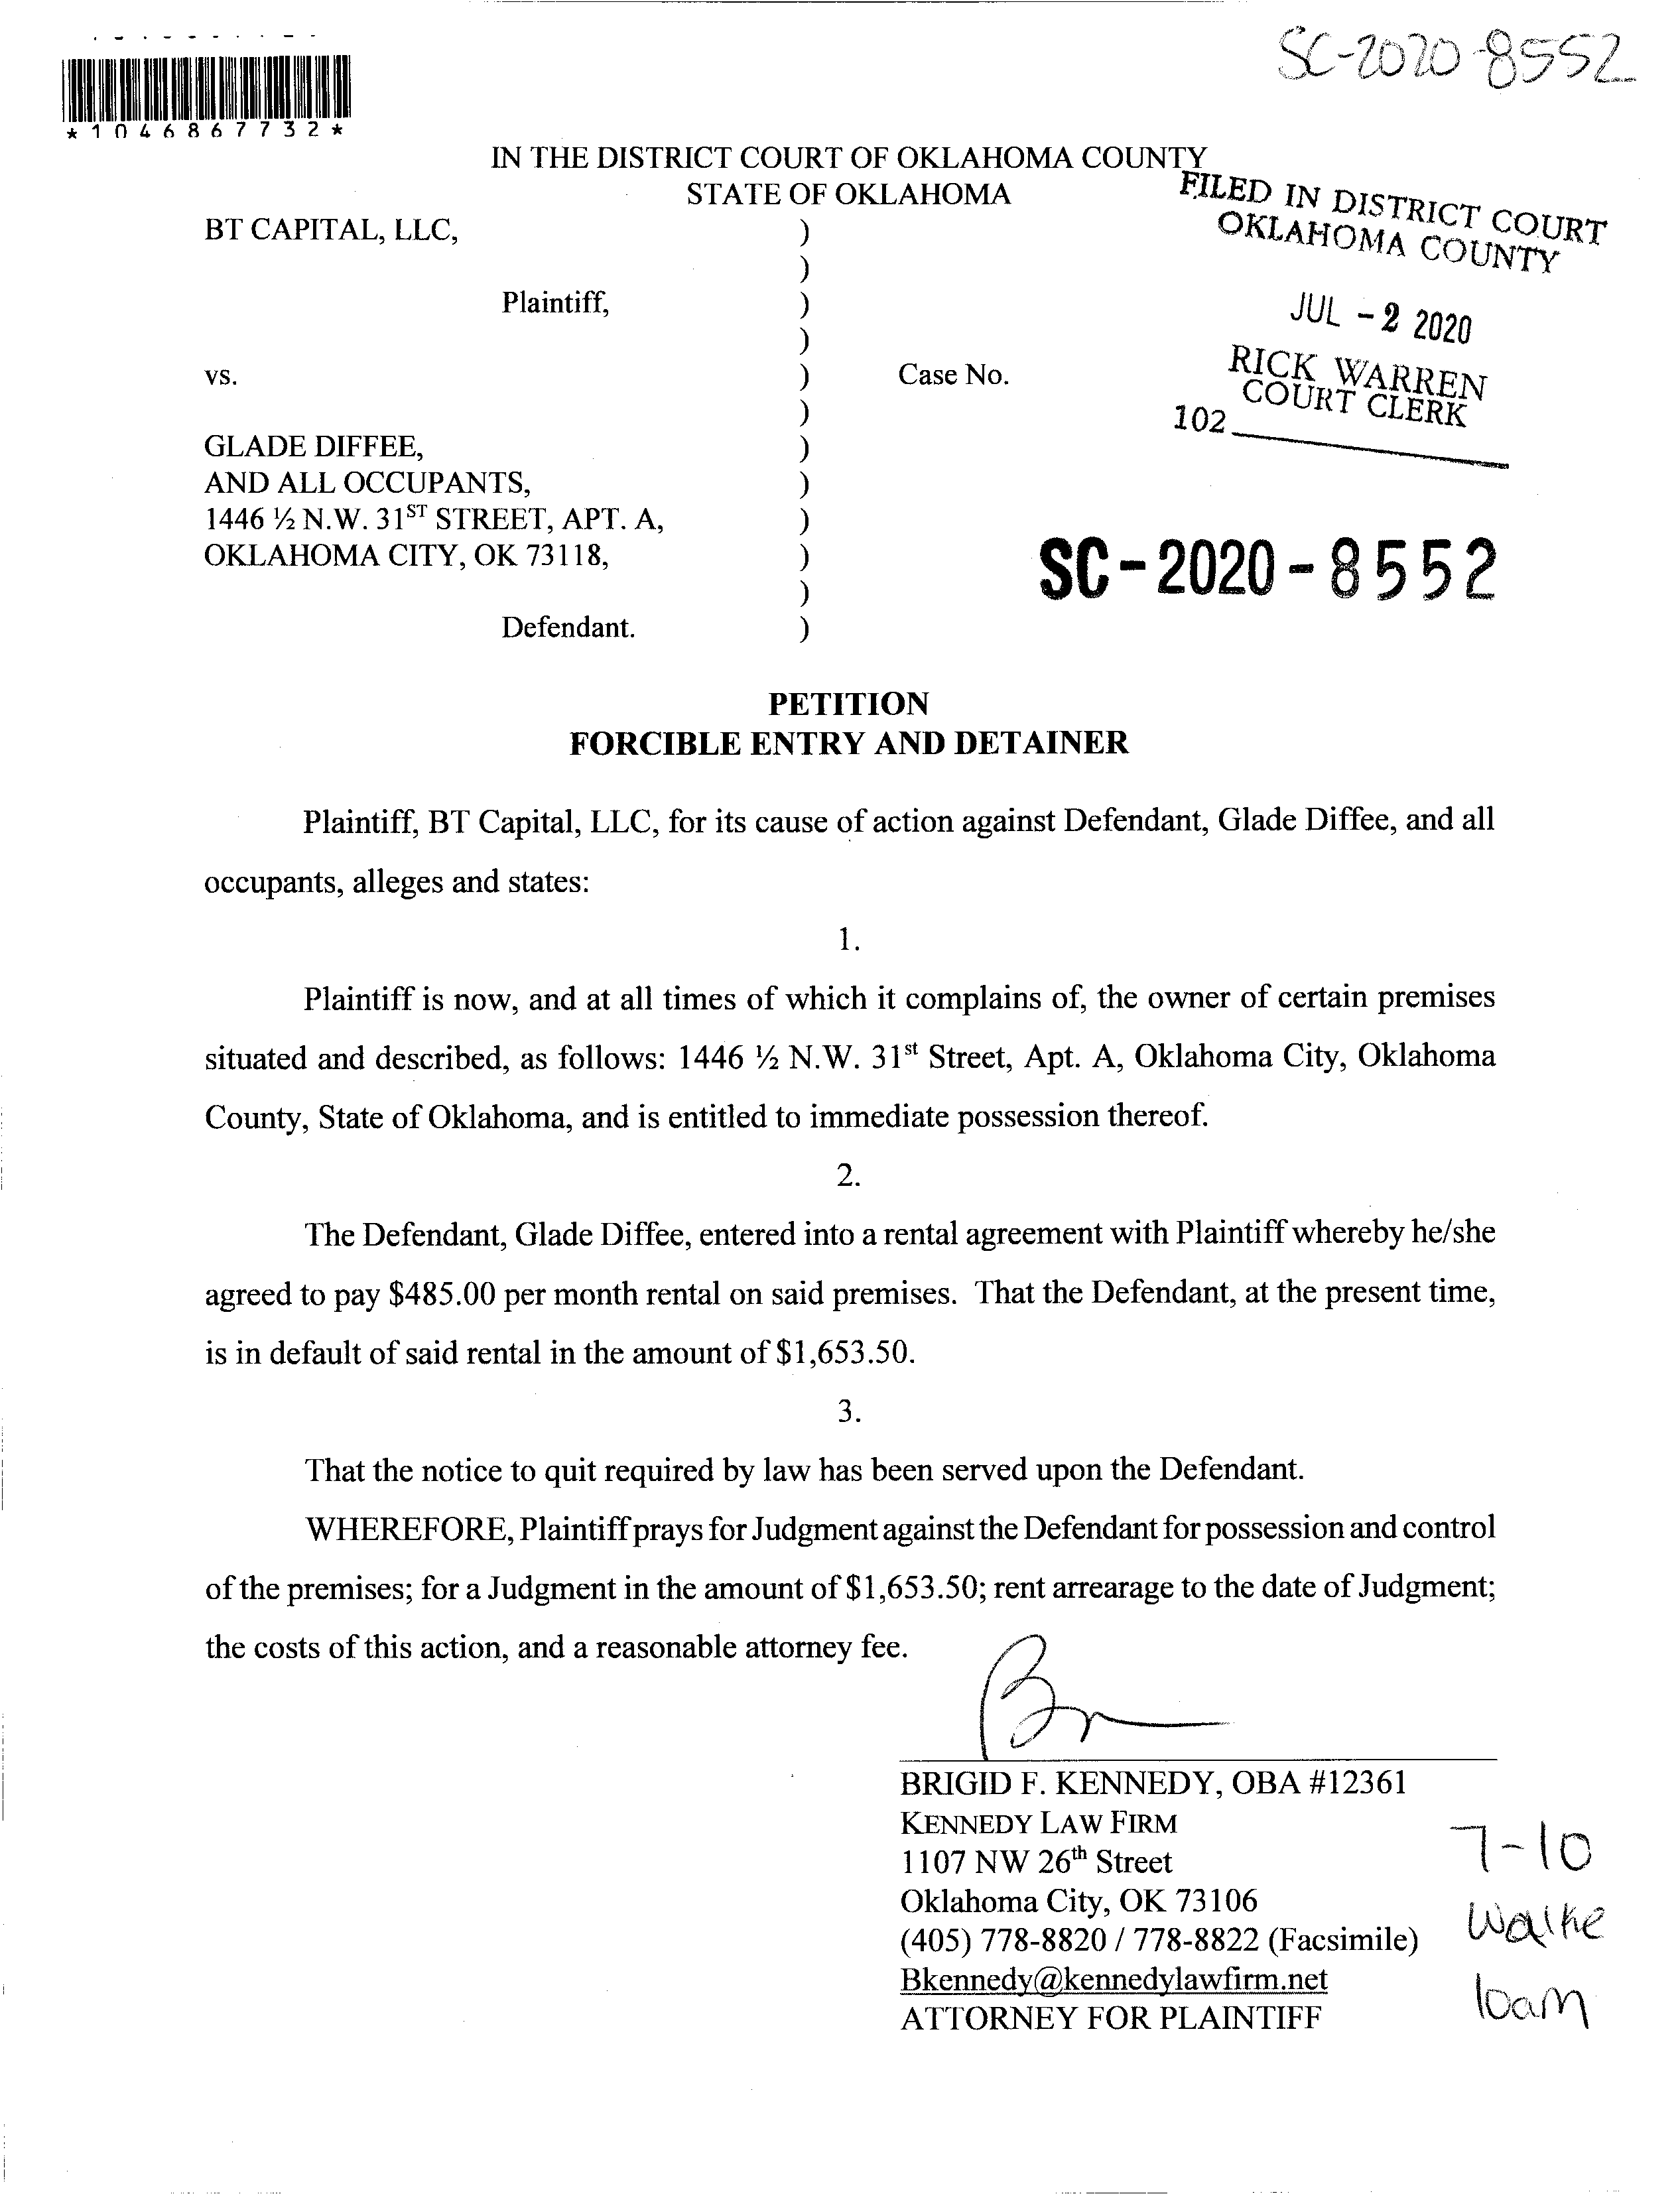 SC-2020-8552
*1046867732*
IN THE DISTRICT COURT OF OKLAHOMA COUNTY
STATE OF OKLAHOMA
FILED IN DISTRICT COURT
OKLAHOMA COUNTY
JUL - 2 2020
RICK WARREN
COURT CLERK
102
BT CAPITAL, LLC, )
)
Plaintiff, )
)
vs. ) Case No.
)
GLADE DIFFEE, )
AND ALL OCCUPANTS, )
1446 ½ N.W. 31ST STREET, APT. A, )
OKLAHOMA CITY, OK 73118, )
)
Defendant. )
SC-2020-8552
PETITION
FORCIBLE ENTRY AND DETAINER
Plaintiff, BT Capital, LLC, for its cause of action against Defendant, Glade Diffee, and all
occupants, alleges and states:
1.
Plaintiff is now, and at all times of which it complains of, the owner of certain premises
situated and described, as follows: 1446 ½ N.W. 31st Street, Apt. A, Oklahoma City, Oklahoma
County, State of Oklahoma, and is entitled to immediate possession thereof.
2.
The Defendant, Glade Diffee, entered into a rental agreement with Plaintiff whereby he/she
agreed to pay $485.00 per month rental on said premises. That the Defendant, at the present time,
is in default of said rental in the amount of $1,653.50.
3.
That the notice to quit required by law has been served upon the Defendant.
WHEREFORE, Plaintiff prays for Judgment against the Defendant for possession and control
of the premises; for a Judgment in the amount of $1,653.50; rent arrearage to the date of Judgment;
the costs of this action, and a reasonable attorney fee.
BRIGID F. KENNEDY, OBA #12361
KENNEDY LAW FIRM
1107 NW 26th Street
Oklahoma City, OK 73106
(405) 778-8820 / 778-8822 (Facsimile)
Bkennedy@kennedylawfirm.net
ATTORNEY FOR PLAINTIFF
7-10
Walke
10am